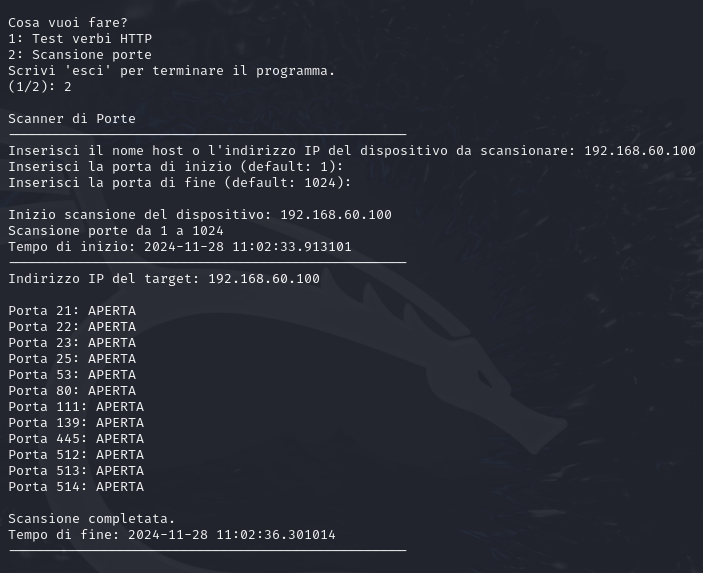 Cosa vuoi fare?
1: Test verbi HTTP
2: Scansione porte
Scrivi 'esci' per terminare il programma.
(1/2): 2
Scanner di Porte
Inserisci il nome host o l'indirizzo IP del dispositivo da scansionare: 192.168.60.100
Inserisci la porta di inizio (default: 1):
Inserisci la porta di fine (default: 1024):
Inizio scansione del dispositivo: 192.168.60.100
Scansione porte da 1 a 1024
Tempo di inizio: 2024-11-28 11:02:33.913101
Indirizzo IP del target: 192.168.60.100
Porta 21: APERTA
Porta 22: APERTA
Porta 23: APERTA
Porta 25: APERTA
Porta 53: APERTA
Porta 80: APERTA
Porta 111: APERTA
Porta 139: APERTA
Porta 445: APERTA
Porta 512: APERTA
Porta 513: APERTA
Porta 514: APERTA
Scansione completata.
Tempo di fine: 2024-11-28 11:02:36.301014